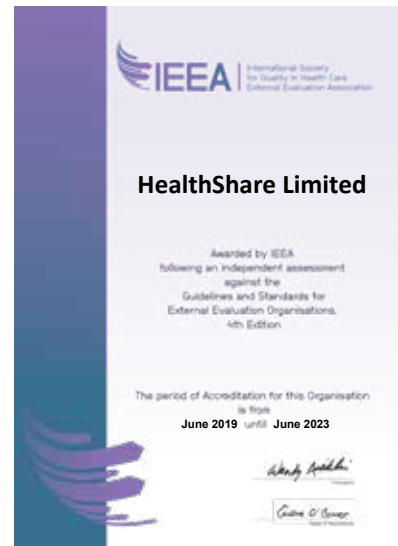 IEEA
International Society
for Quality in Health Care
External Evaluation Association
HealthShare Limited
Awarded by IEEA
following an independent assessment
against the
Guidelines and Standards for
External Evaluation Organisations,
4th Edition
The period of Accreditation for this Organisation
is from
June 2019 until June 2023
Wendy